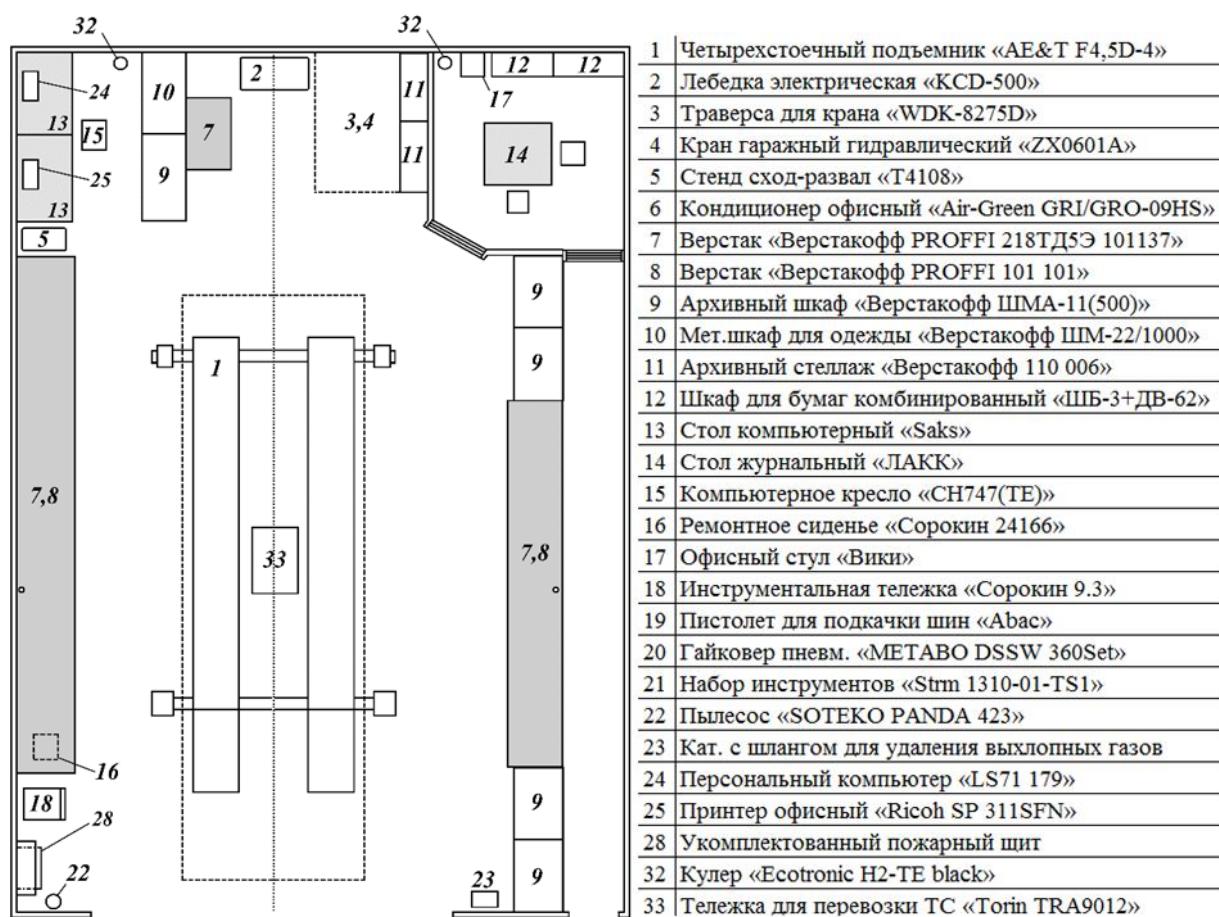 32
32
2
12
12
24
10
11
17
13
15
7
3,4
14
25
9
11
13
5
9
1
9
7,8
33
7,8
16
18
9
28
22
23
9
1 Четырехстоечный подъемник «AE&T F4,5D-4»
2 Лебедка электрическая «KCD-500»
3 Траверса для крана «WDK-8275D»
4 Кран гаражный гидравлический «ZX0601A»
5 Стенд сход-развал «T4108»
6 Кондиционер офисный «Air-Green GRI/GRO-09HS»
7 Верстак «Верстакофф PROFFI 218ТД5Э 101137»
8 Верстак «Верстакофф PROFFI 101 101»
9 Архивный шкаф «Верстакофф ШМА-11(500)»
10 Мет.шкаф для одежды «Верстакофф ШМ-22/1000»
11 Архивный стеллаж «Верстакофф 110 006»
12 Шкаф для бумаг комбинированный «ШБ-3+ДВ-62»
13 Стол компьютерный «Saks»
14 Стол журнальный «ЛАКК»
15 Компьютерное кресло «CH747(TE)»
16 Ремонтное сиденье «Сорокин 24166»
17 Офисный стул «Вики»
18 Инструментальная тележка «Сорокин 9.3»
19 Пистолет для подкачки шин «Abac»
20 Гайковер пневм. «METABO DSSW 360Set»
21 Набор инструментов «Strm 1310-01-TS1»
22 Пылесос «SOTEKO PANDA 423»
23 Кат. с шлангом для удаления выхлопных газов
24 Персональный компьютер «LS71 179»
25 Принтер офисный «Ricoh SP 311SFN»
28 Укомплектованный пожарный щит
32 Кулер «Ecotronic H2-TE black»
33 Тележка для перевозки ТС «Torin TRA9012»